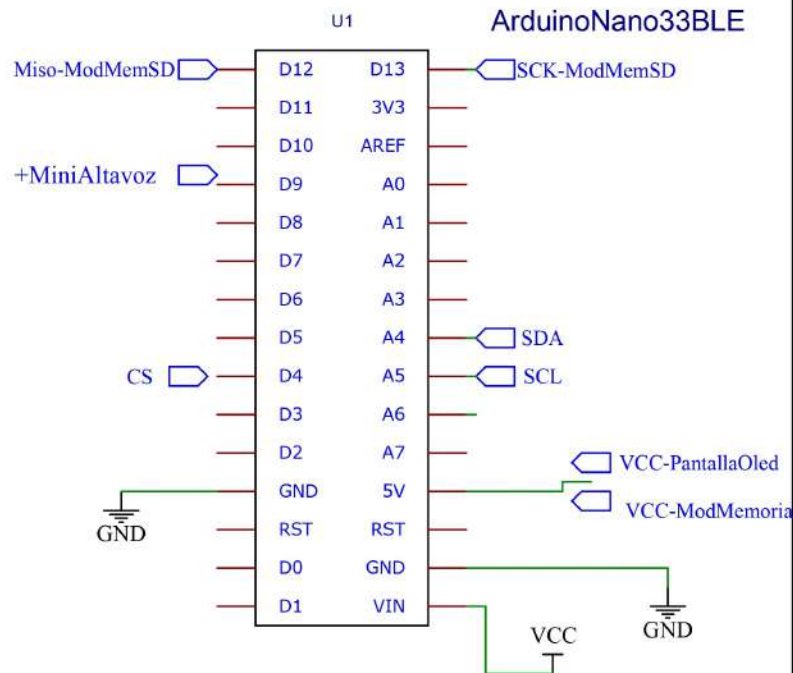 U1 ArduinoNano33BLE
Miso-ModMemSD D12 D13 SCK-ModMemSD
D11 3V3
D10 AREF
+MiniAltavoz
D9 A0
D8 A1
D7 A2
D6 A3
D5 A4 SDA
CS D4 A5 SCL
D3 A6
D2 A7
VCC-PantallaOled
GND 5V
VCC-ModMemoria
GND
RST RST
D0 GND
D1 VIN
GND
VCC